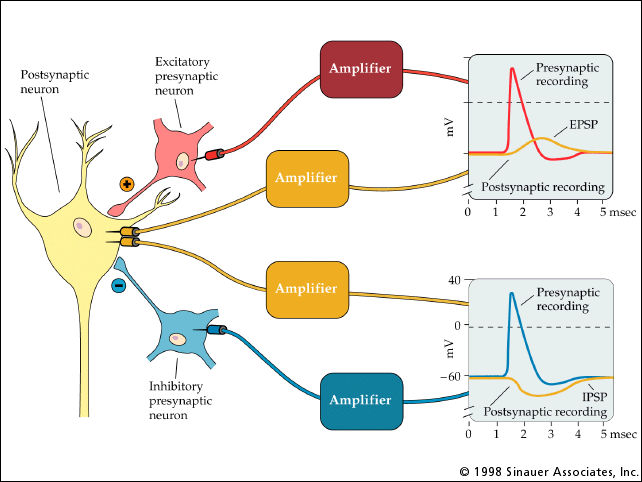 Postsynaptic
neuron
Excitatory
presynaptic
neuron
Amplifier
Presynaptic
recording
mV
EPSP
Postsynaptic recording
0 1 2 3 4 5 msec
+
Amplifier
Amplifier
−
Inhibitory
presynaptic
neuron
Amplifier
40
Presynaptic
recording
0
mV
−60
Postsynaptic recording
IPSP
0 1 2 3 4 5 msec
© 1998 Sinauer Associates, Inc.